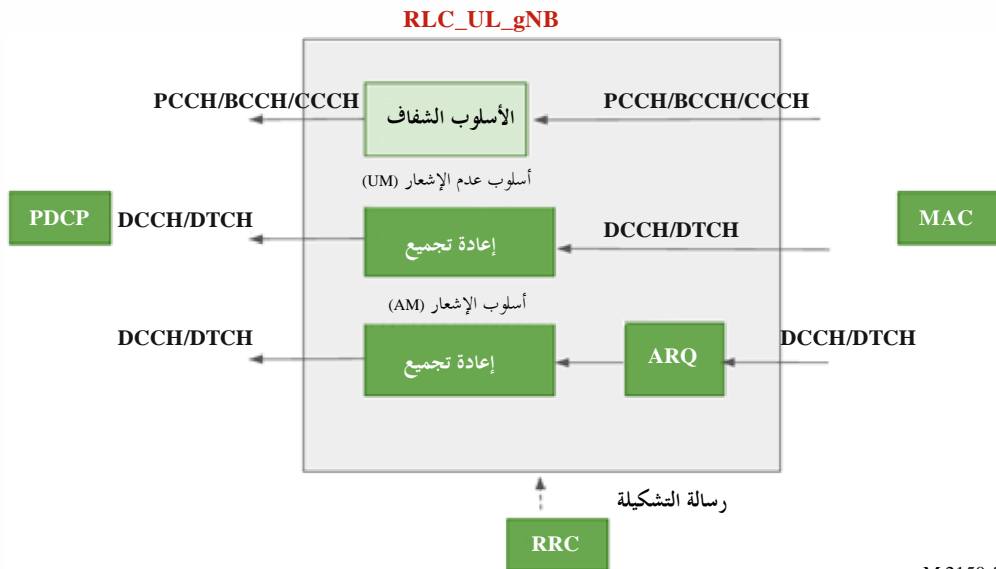 RLC_UL_gNB
PCCH/BCCH/CCCH
الأسلوب الشفاف
PCCH/BCCH/CCCH
أسلوب عدم الإشعار (UM)
PDCP
DCCH/DTCH
إعادة تجميع
DCCH/DTCH
MAC
أسلوب الإشعار (AM)
DCCH/DTCH
إعادة تجميع
ARQ
DCCH/DTCH
رسالة التشكيلة
RRC